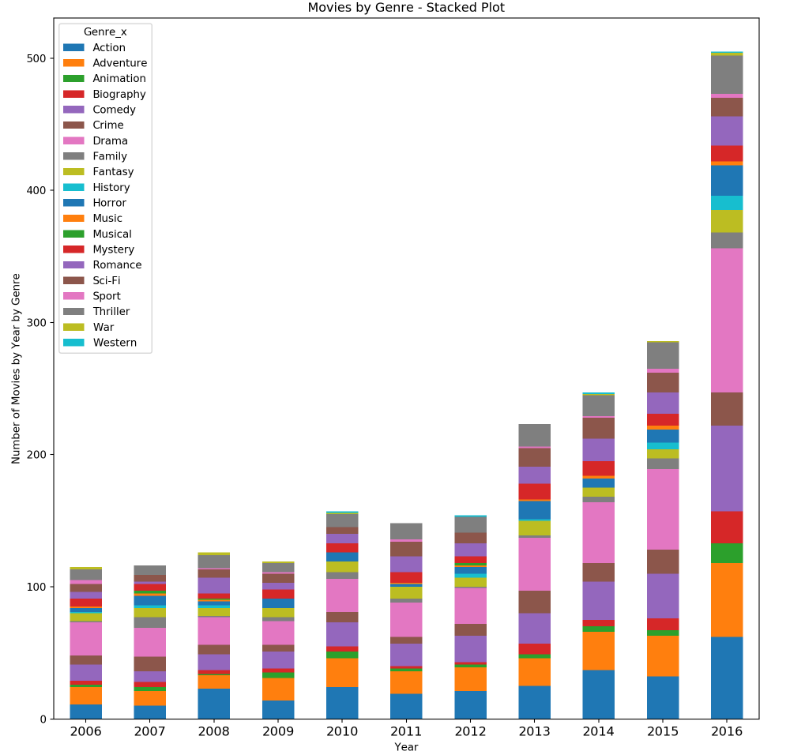 Movies by Genre - Stacked Plot
Genre_x
Action
Adventure
Animation
Biography
Comedy
Crime
Drama
Family
Fantasy
History
Horror
Music
Musical
Mystery
Romance
Sci-Fi
Sport
Thriller
War
Western
500
400
300
200
100
0
Number of Movies by Year by Genre
2006 2007 2008 2009 2010 2011 2012 2013 2014 2015 2016
Year